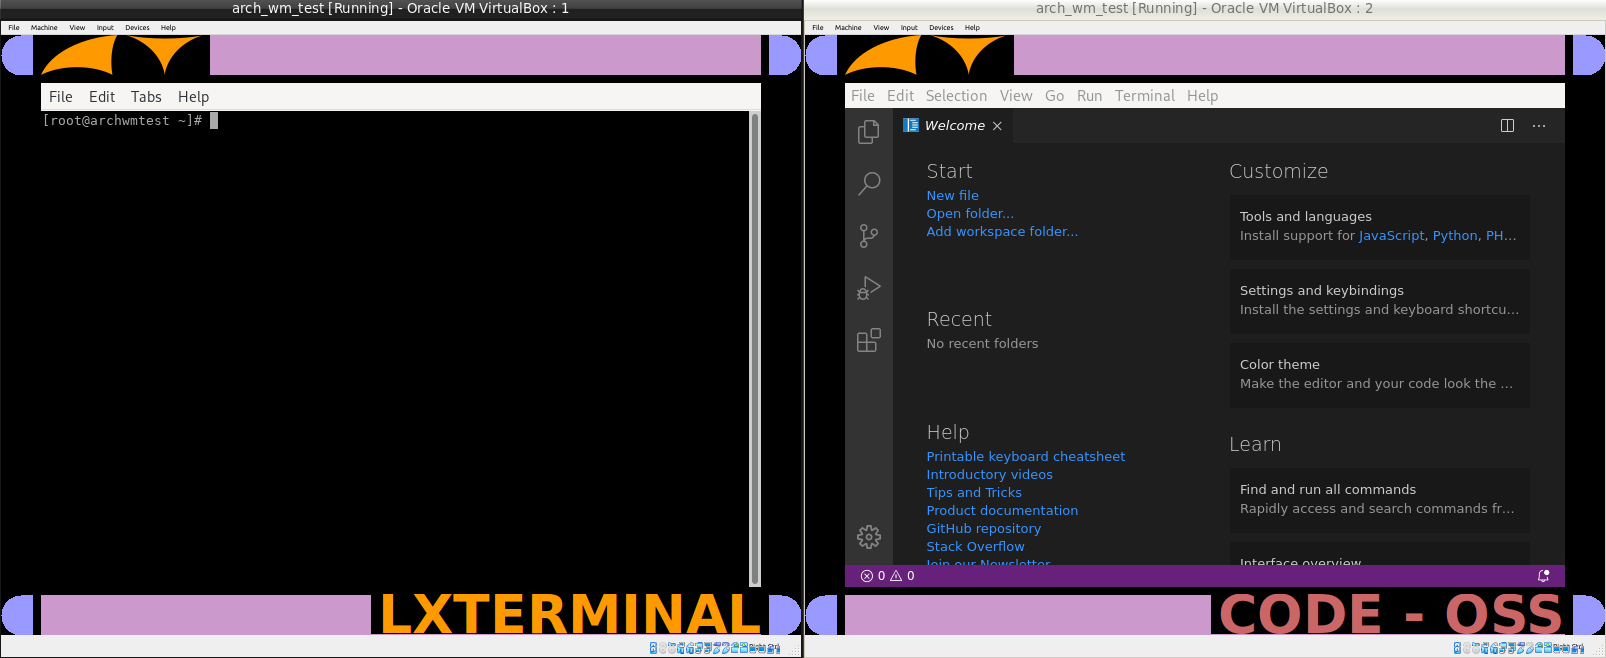 arch_wm_test [Running] - Oracle VM VirtualBox : 1
File Machine View Input Devices Help
File Edit Tabs Help
[root@archwmtest ~]#
LXTERMINAL
arch_wm_test [Running] - Oracle VM VirtualBox : 2
File Machine View Input Devices Help
File Edit Selection View Go Run Terminal Help
Welcome
Start
New file
Open folder...
Add workspace folder...
Recent
No recent folders
Help
Printable keyboard cheatsheet
Introductory videos
Tips and Tricks
Product documentation
GitHub repository
Stack Overflow
Join our Newsletter
Customize
Tools and languages
Install support for JavaScript, Python, PH...
Settings and keybindings
Install the settings and keyboard shortcu...
Color theme
Make the editor and your code look the ...
Learn
Find and run all commands
Rapidly access and search commands fr...
Interface overview
0 0
CODE - OSS